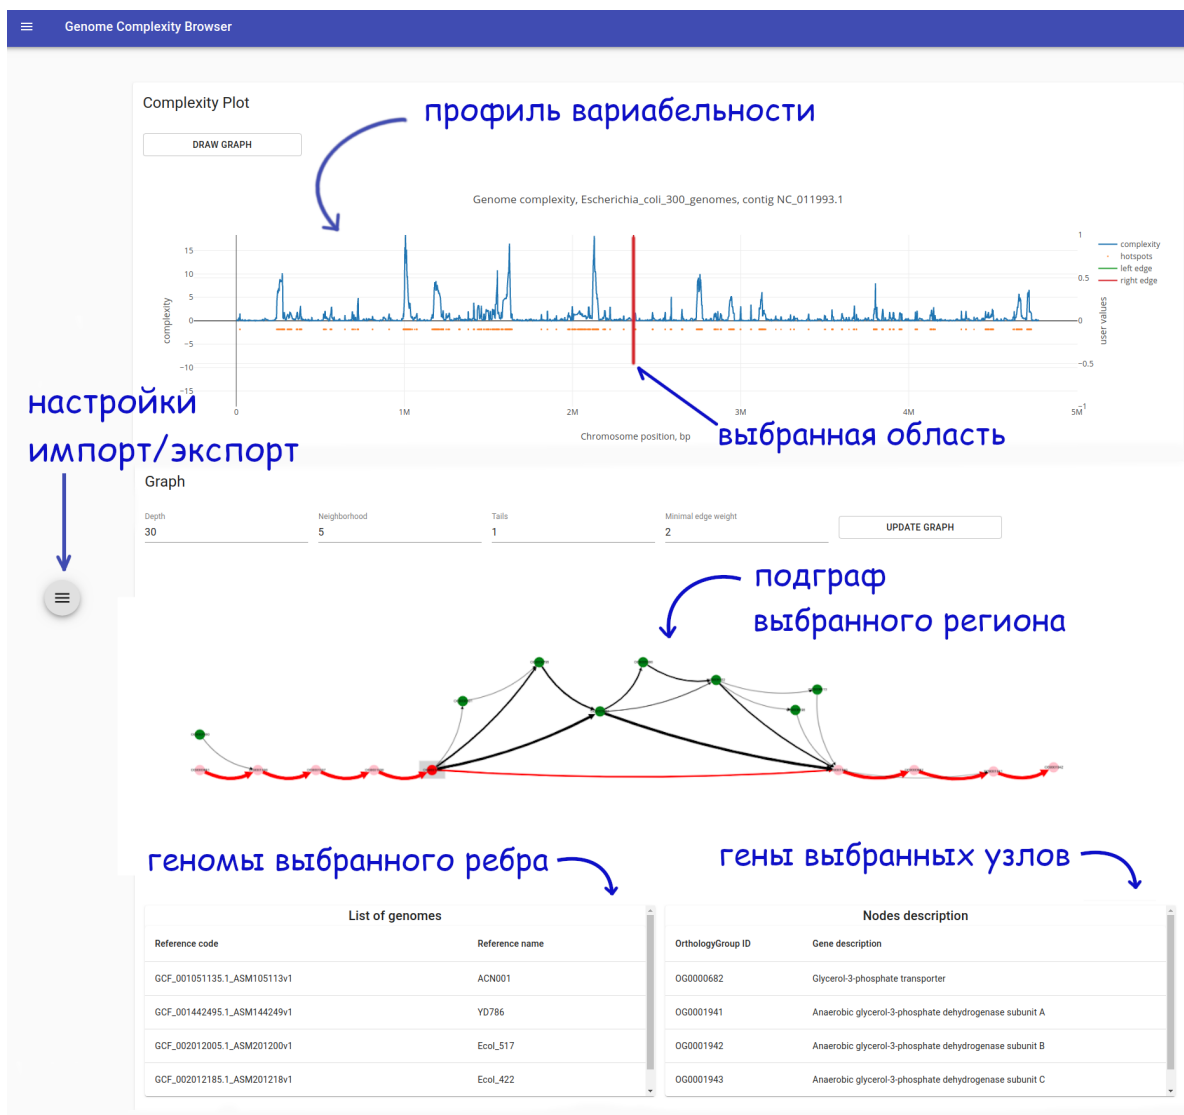 Genome Complexity Browser
Complexity Plot
профиль вариабельности
DRAW GRAPH
Genome complexity, Escherichia_coli_300_genomes, contig NC_011993.1
complexity
hotspots
left edge
right edge
15
10
5
0
−5
−10
−15
complexity
1
0.5
0
−0.5
−1
user values
0
1M
2M
3M
4M
5M
Chromosome position, bp
выбранная область
настройки
импорт/экспорт
Graph
Depth
30
Neighborhood
5
Tails
1
Minimal edge weight
2
UPDATE GRAPH
подграф
выбранного региона
геномы выбранного ребра
гены выбранных узлов
List of genomes
Reference code Reference name
GCF_001051135.1_ASM105113v1 ACN001
GCF_001442495.1_ASM144249v1 YD786
GCF_002012005.1_ASM201200v1 Ecol_517
GCF_002012185.1_ASM201218v1 Ecol_422
Nodes description
OrthologyGroup ID Gene description
OG0000682 Glycerol-3-phosphate transporter
OG0001941 Anaerobic glycerol-3-phosphate dehydrogenase subunit A
OG0001942 Anaerobic glycerol-3-phosphate dehydrogenase subunit B
OG0001943 Anaerobic glycerol-3-phosphate dehydrogenase subunit C